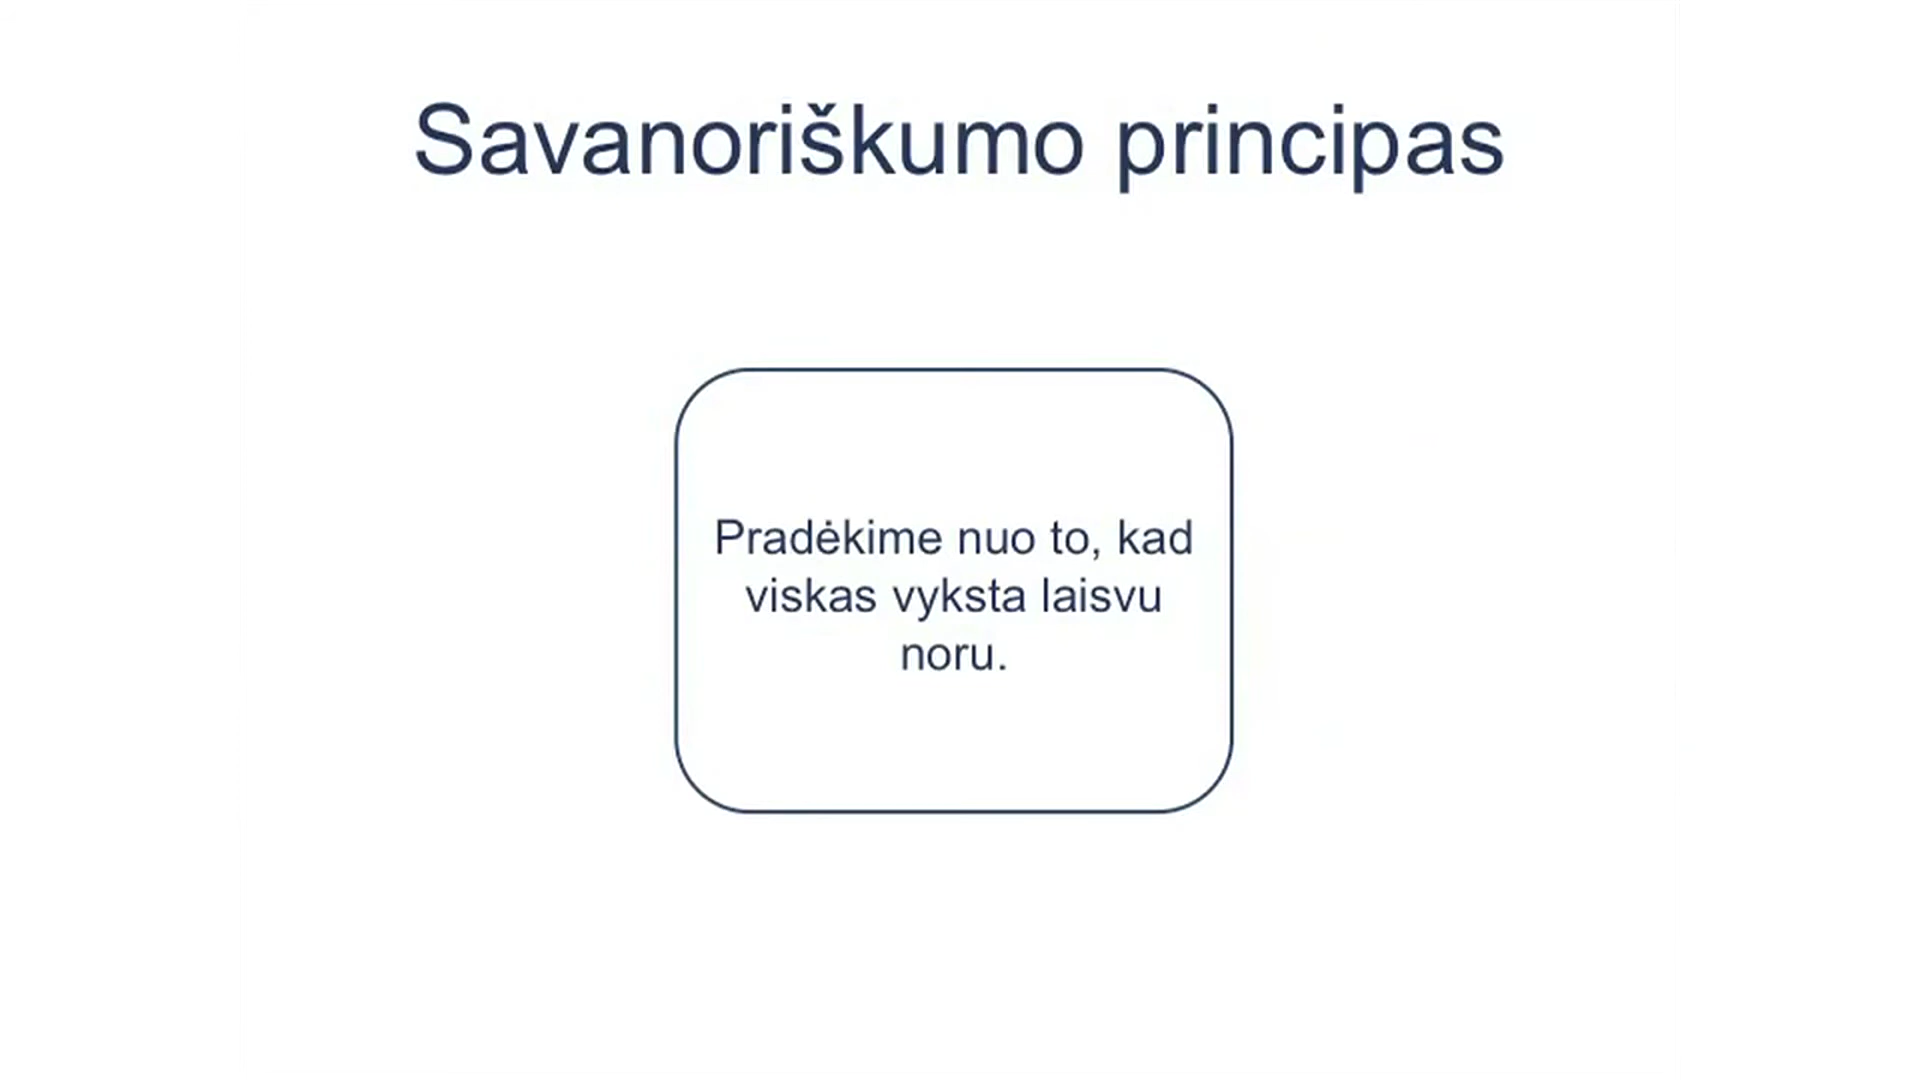 Savanoriškumo principas
Pradėkime nuo to, kad
viskas vyksta laisvu
noru.